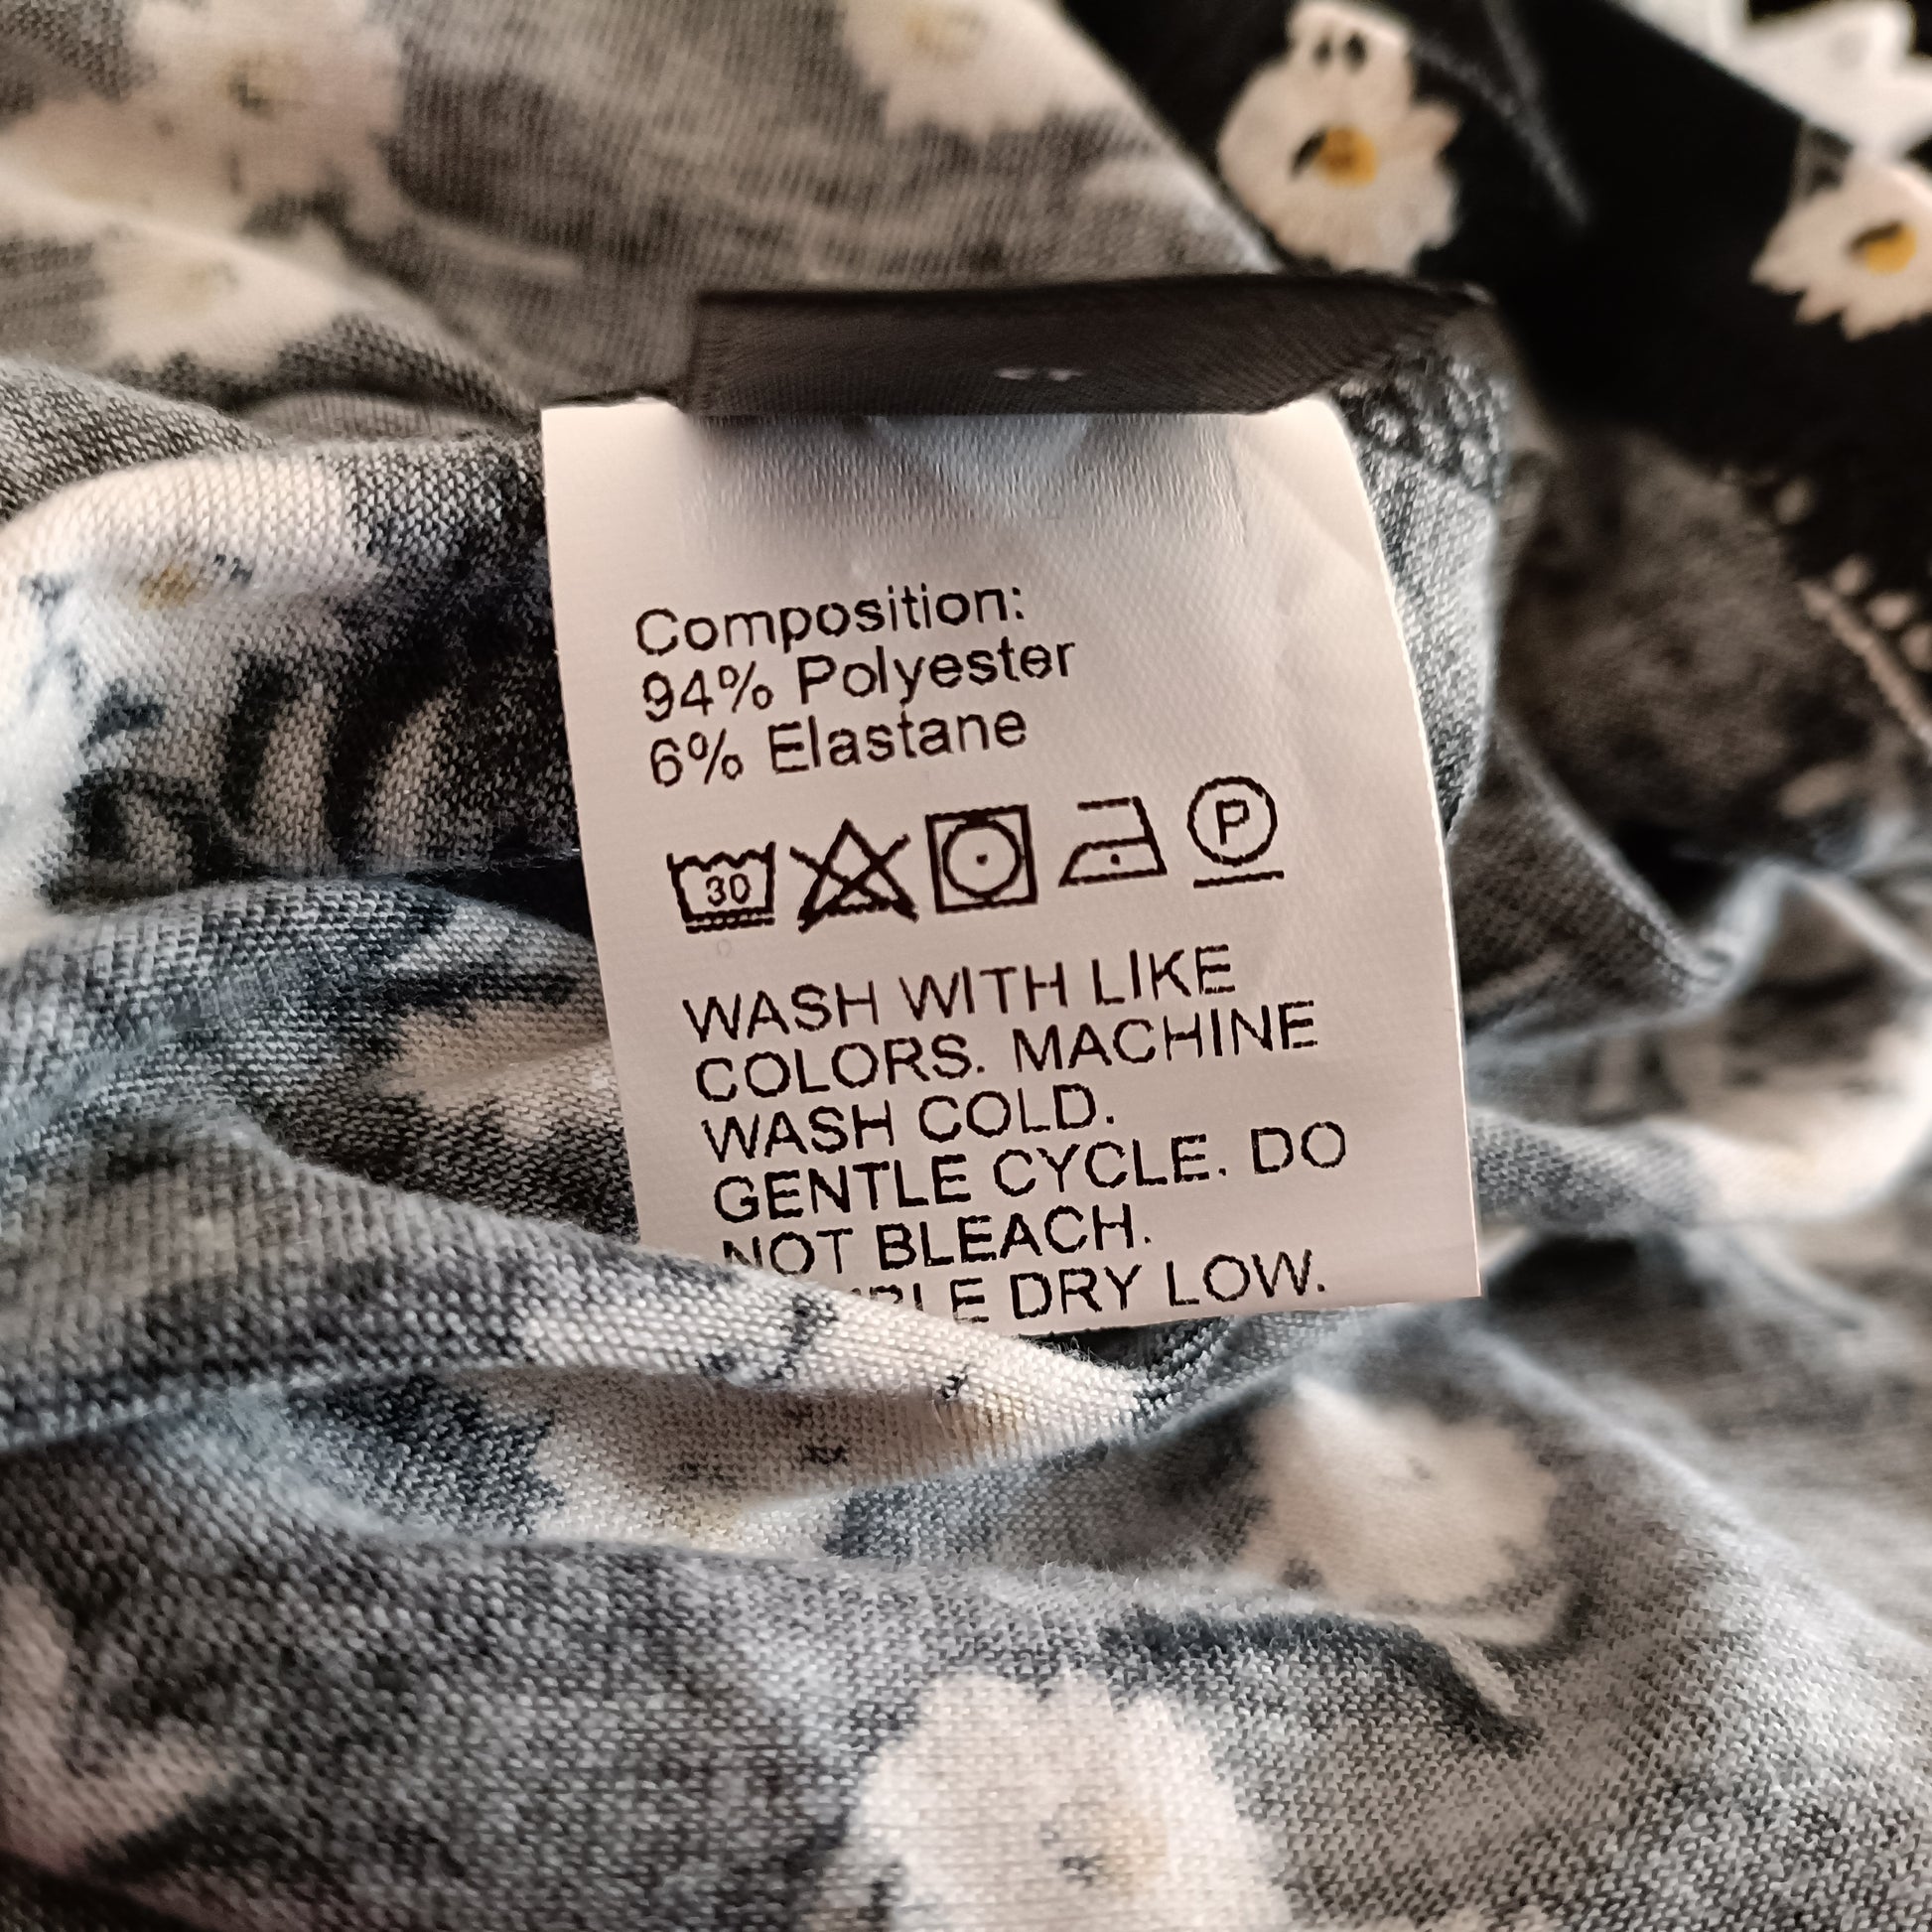 Composition:
94% Polyester
6% Elastane
30
P
WASH WITH LIKE
COLORS. MACHINE
WASH COLD.
GENTLE CYCLE. DO
NOT BLEACH.
DRY LOW.